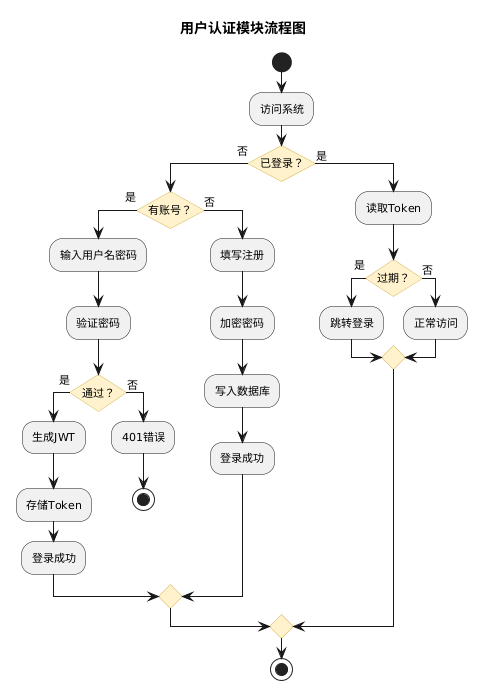 用户认证模块流程图
访问系统
已登录？
否
是
有账号？
是
否
输入用户名密码
验证密码
通过？
是
否
生成JWT
存储Token
登录成功
401错误
填写注册
加密密码
写入数据库
登录成功
读取Token
过期？
是
否
跳转登录
正常访问